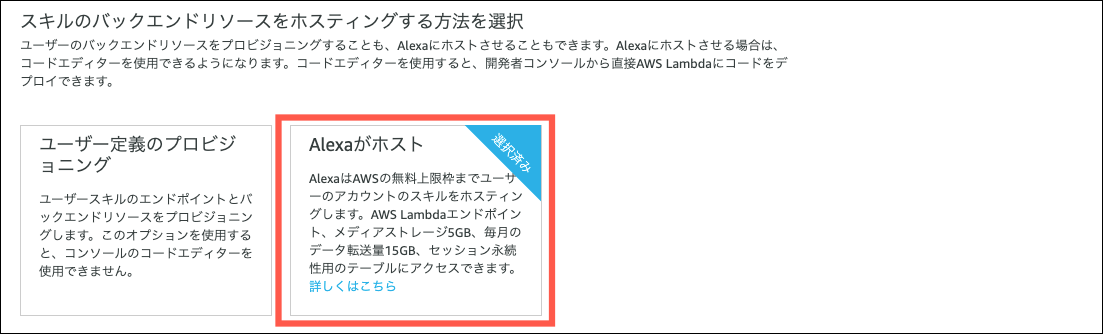 スキルのバックエンドリソースをホスティングする方法を選択
ユーザーのバックエンドリソースをプロビジョニングすることも、Alexaにホストさせることもできます。Alexaにホストさせる場合は、
コードエディターを使用できるようになります。コードエディターを使用すると、開発者コンソールから直接AWS Lambdaにコードをデ
プロイできます。
ユーザー定義のプロビジ
ョニング
ユーザースキルのエンドポイントとバ
ックエンドリソースをプロビジョニン
グします。このオプションを使用する
と、コンソールのコードエディターを
使用できません。
Alexaがホスト
選択済み
AlexaはAWSの無料上限枠までユーザ
ーのアカウントのスキルをホスティン
グします。AWS Lambdaエンドポイン
ト、メディアストレージ5GB、毎月の
データ転送量15GB、セッション永続
性用のテーブルにアクセスできます。
詳しくはこちら